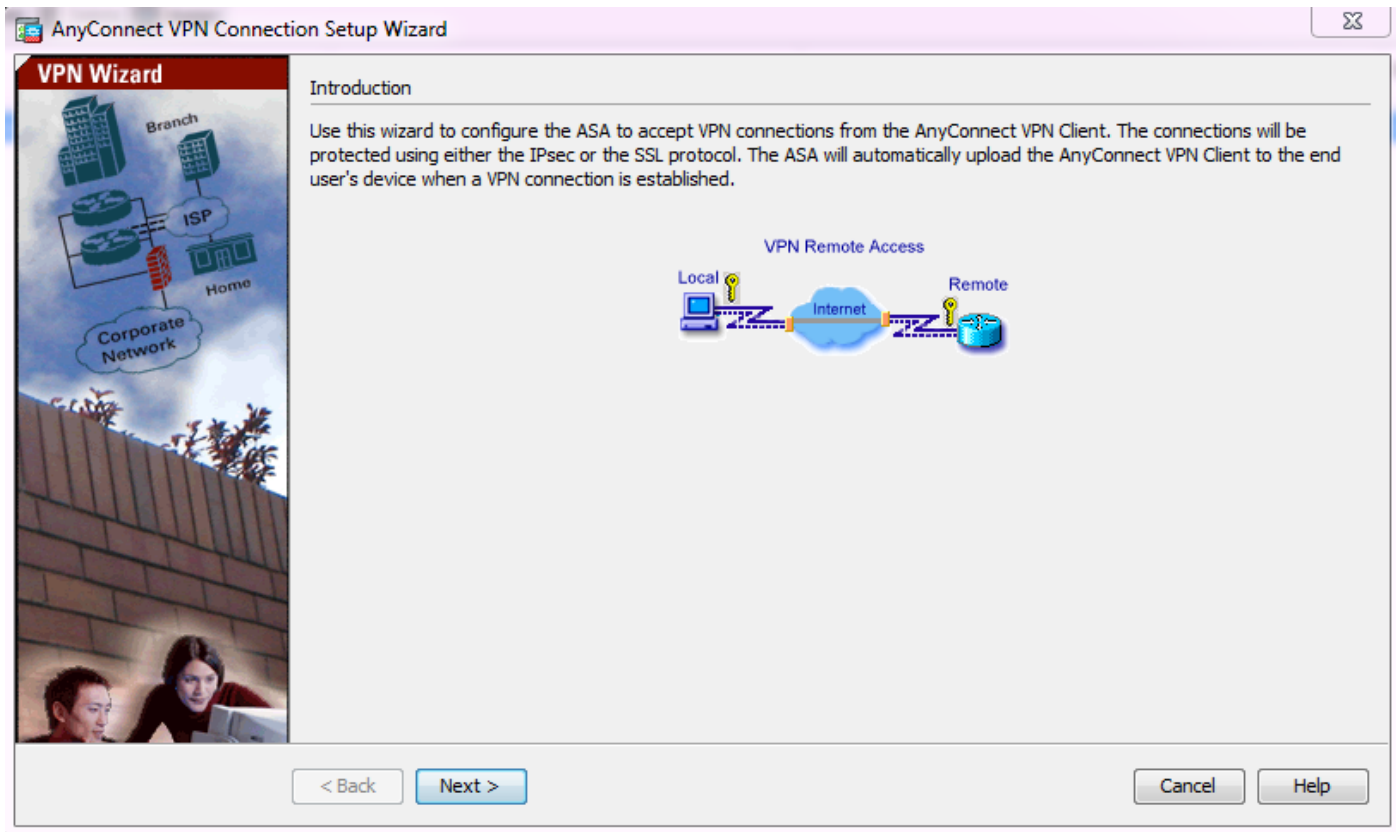 AnyConnect VPN Connection Setup Wizard
VPN Wizard
Branch
ISP
Home
Corporate
Network
Introduction
Use this wizard to configure the ASA to accept VPN connections from the AnyConnect VPN Client. The connections will be
protected using either the IPsec or the SSL protocol. The ASA will automatically upload the AnyConnect VPN Client to the end
user's device when a VPN connection is established.
VPN Remote Access
Local
Internet
Remote
< Back
Next >
Cancel
Help